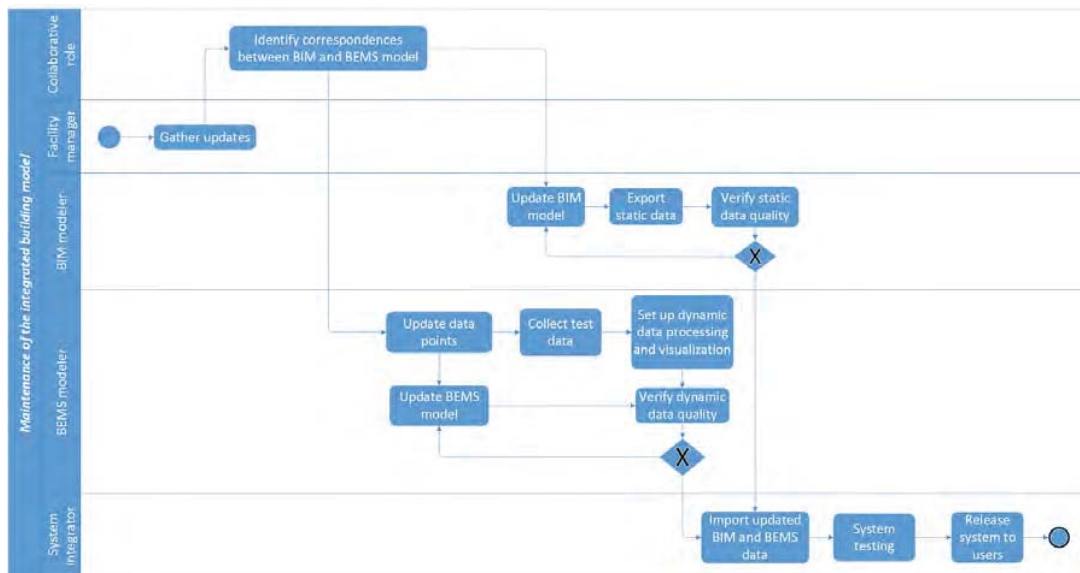 Maintenance of the integrated building model
Collaborative
role
Identify correspondences
between BIM and BEMS model
Facility
manager
Gather updates
BIM modeler
Update BIM
model
Export
static data
Verify static
data quality
X
BEMS modeler
Update data
points
Collect test
data
Set up dynamic
data processing
and visualization
Update BEMS
model
Verify dynamic
data quality
X
System
integrator
Import updated
BIM and BEMS
data
System
testing
Release
system to
users